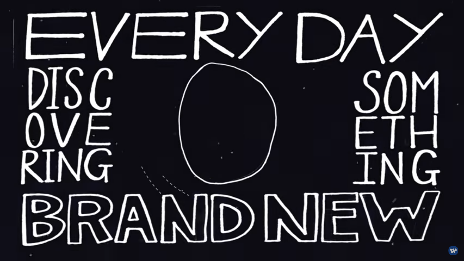 EVERY DAY
DISC
OVE
RING
SOM
ETH
ING
BRAND NEW